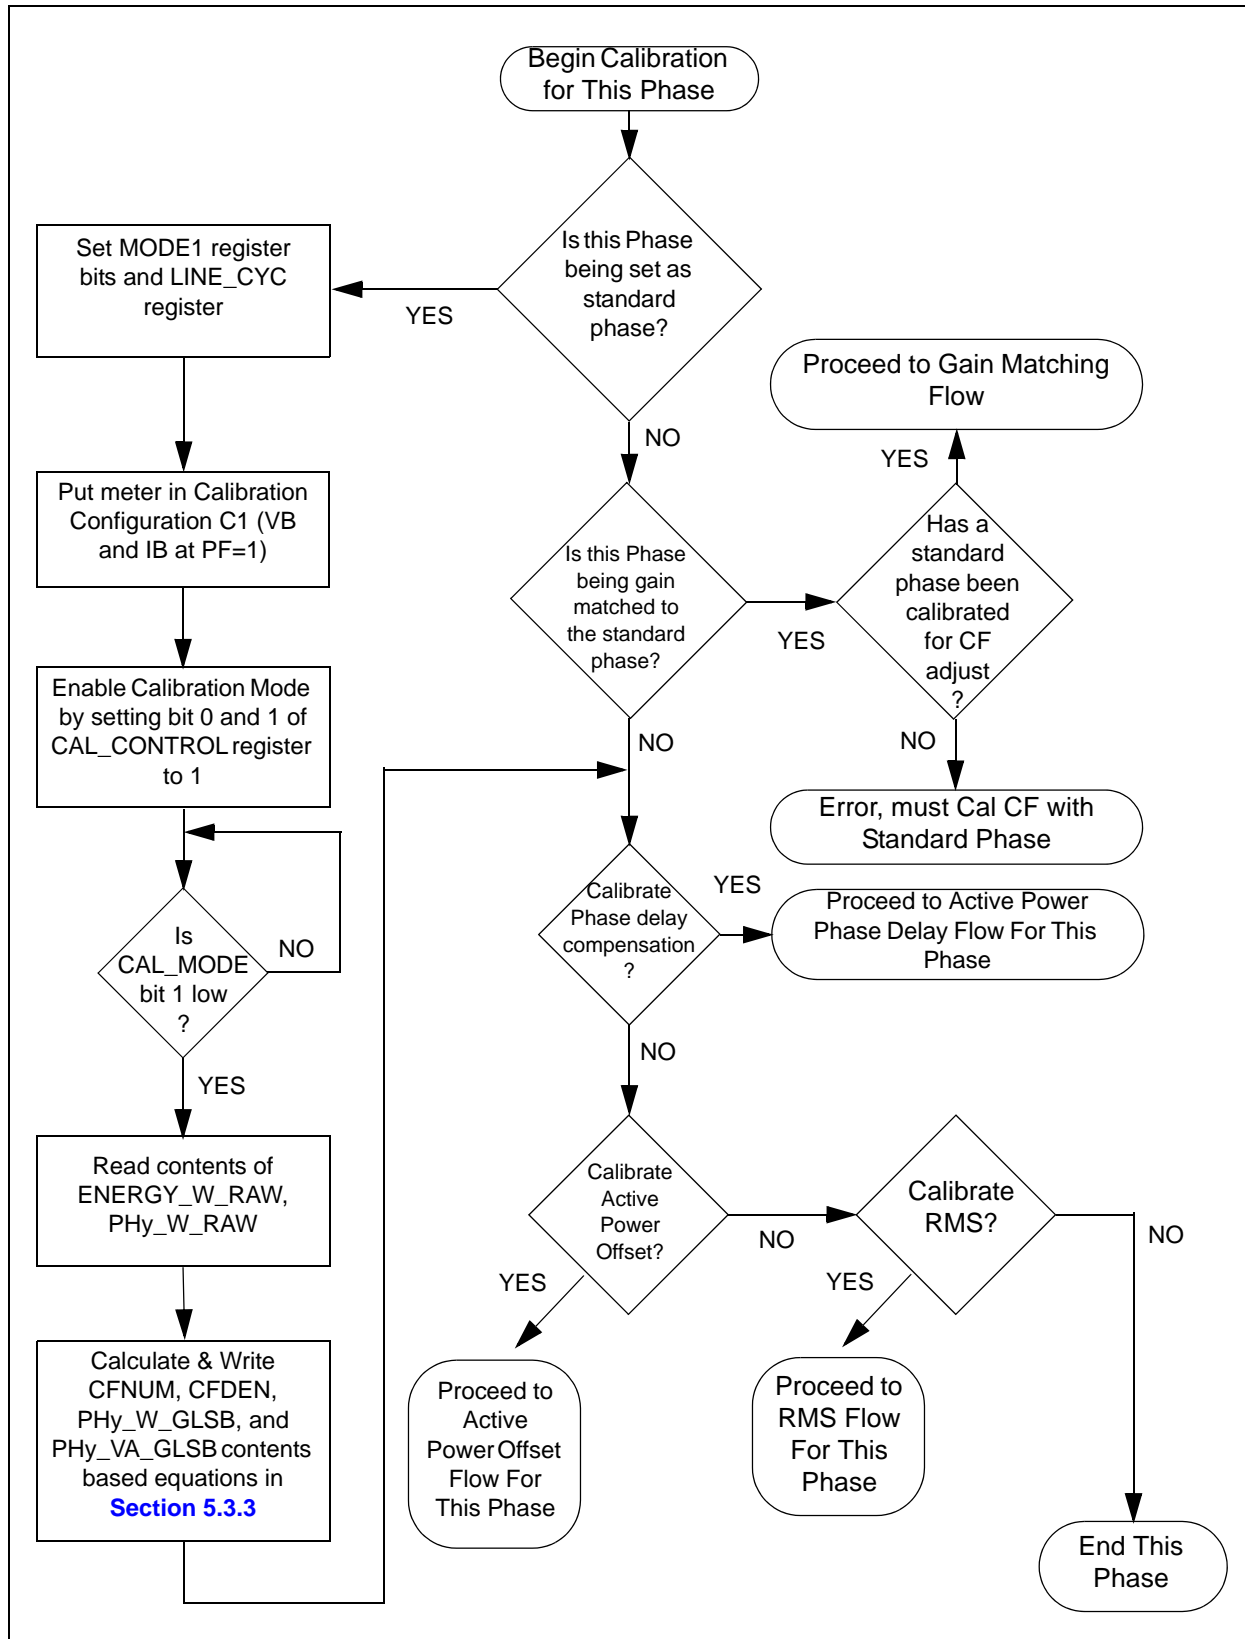 Begin Calibration
for This Phase
Is this Phase
being set as
standard
phase?
YES
NO
Set MODE1 register
bits and LINE_CYC
register
Put meter in Calibration
Configuration C1 (VB
and IB at PF=1)
Enable Calibration Mode
by setting bit 0 and 1 of
CAL_CONTROL register
to 1
Is
CAL_MODE
bit 1 low
?
NO
YES
Read contents of
ENERGY_W_RAW,
PHy_W_RAW
Calculate & Write
CFNUM, CFDEN,
PHy_W_GLSB, and
PHy_VA_GLSB contents
based equations in
Section 5.3.3
Is this Phase
being gain
matched to
the standard
phase?
YES
NO
Has a
standard
phase been
calibrated
for CF
adjust
?
YES
Proceed to Gain Matching
Flow
NO
Error, must Cal CF with
Standard Phase
Calibrate
Phase delay
compensation
?
YES
Proceed to Active Power
Phase Delay Flow For This
Phase
NO
Calibrate
Active
Power
Offset?
YES
NO
Proceed to
Active
Power Offset
Flow For
This Phase
Calibrate
RMS?
YES
NO
Proceed to
RMS Flow
For This
Phase
End This
Phase